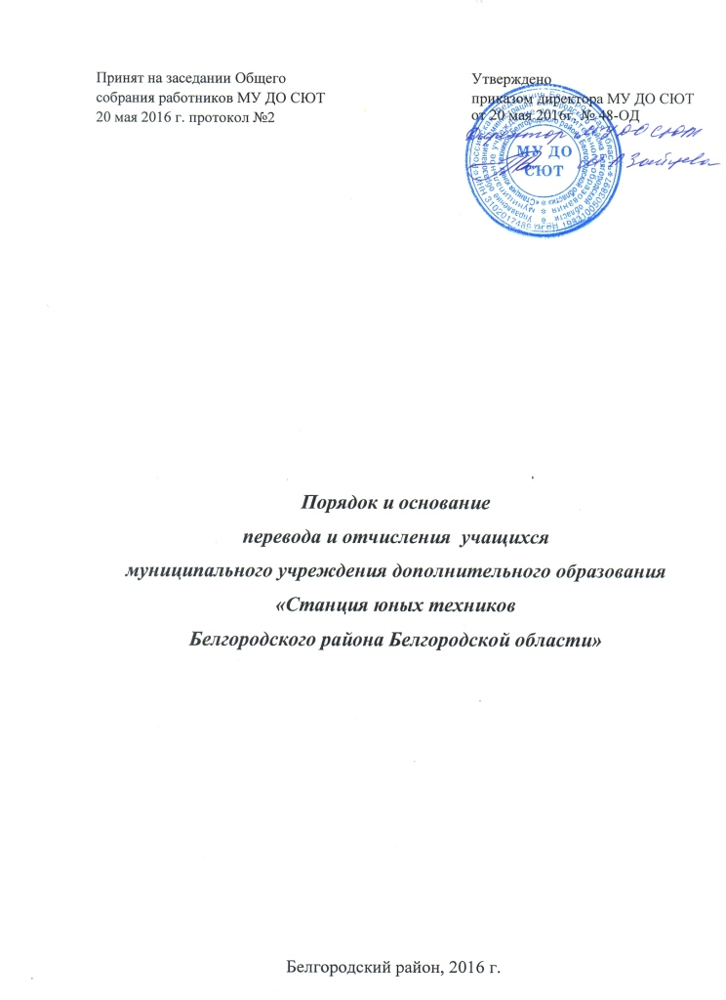 Принят на заседании Общего
собрания работников МУ ДО СЮТ
20 мая 2016 г. протокол №2
Утверждено
приказом директора МУ ДО СЮТ
от 20 мая 2016г. № 48-ОД
Директор МУ ДО СЮТ
Зайцева
МУ ДО
СЮТ
Порядок и основание
перевода и отчисления учащихся
муниципального учреждения дополнительного образования
«Станция юных техников
Белгородского района Белгородской области»
Белгородский район, 2016 г.